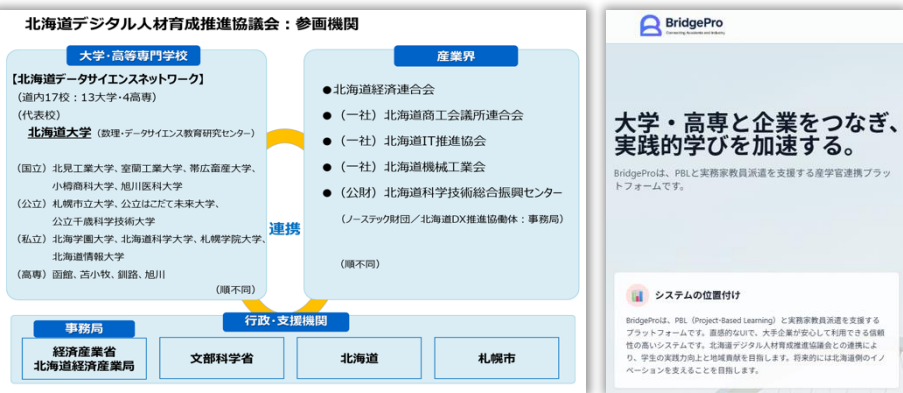 北海道デジタル人材育成推進協議会：参画機関
大学・高等専門学校
【北海道データサイエンスネットワーク】
（道内17校：13大学・4高専）
（代表校）
北海道大学（数理・データサイエンス教育研究センター）
（国立）北見工業大学、室蘭工業大学、帯広畜産大学、
小樽商科大学、旭川医科大学
（公立）札幌市立大学、公立はこだて未来大学、
公立千歳科学技術大学
（私立）北海学園大学、北海道科学大学、札幌学院大学、
北海道情報大学
（高専）函館、苫小牧、釧路、旭川
（順不同）
連携
産業界
●北海道経済連合会
● （一社）北海道商工会議所連合会
● （一社）北海道IT推進協会
● （一社）北海道機械工業会
● （公財）北海道科学技術総合振興センター
（ノーステック財団／北海道DX推進協働体：事務局）
（順不同）
行政・支援機関
事務局
経済産業省
北海道経済産業局
文部科学省
北海道
札幌市
BridgePro
Connecting Academia and Industry
大学・高専と企業をつなぎ、
実践的学びを加速する。
BridgeProは、PBLと実務家教員派遣を支援する産学官連携プラッ
トフォームです。
システムの位置付け
BridgeProは、PBL（Project-Based Learning）と実務家教員派遣を支援する
プラットフォームです。直感的なUIで、大手企業が安心して利用できる信頼
性の高いシステムです。北海道デジタル人材育成推進協議会との連携によ
り、学生の実践力向上と地域貢献を目指します。将来的には北海道側のイノ
ベーションを支えることを目指します。